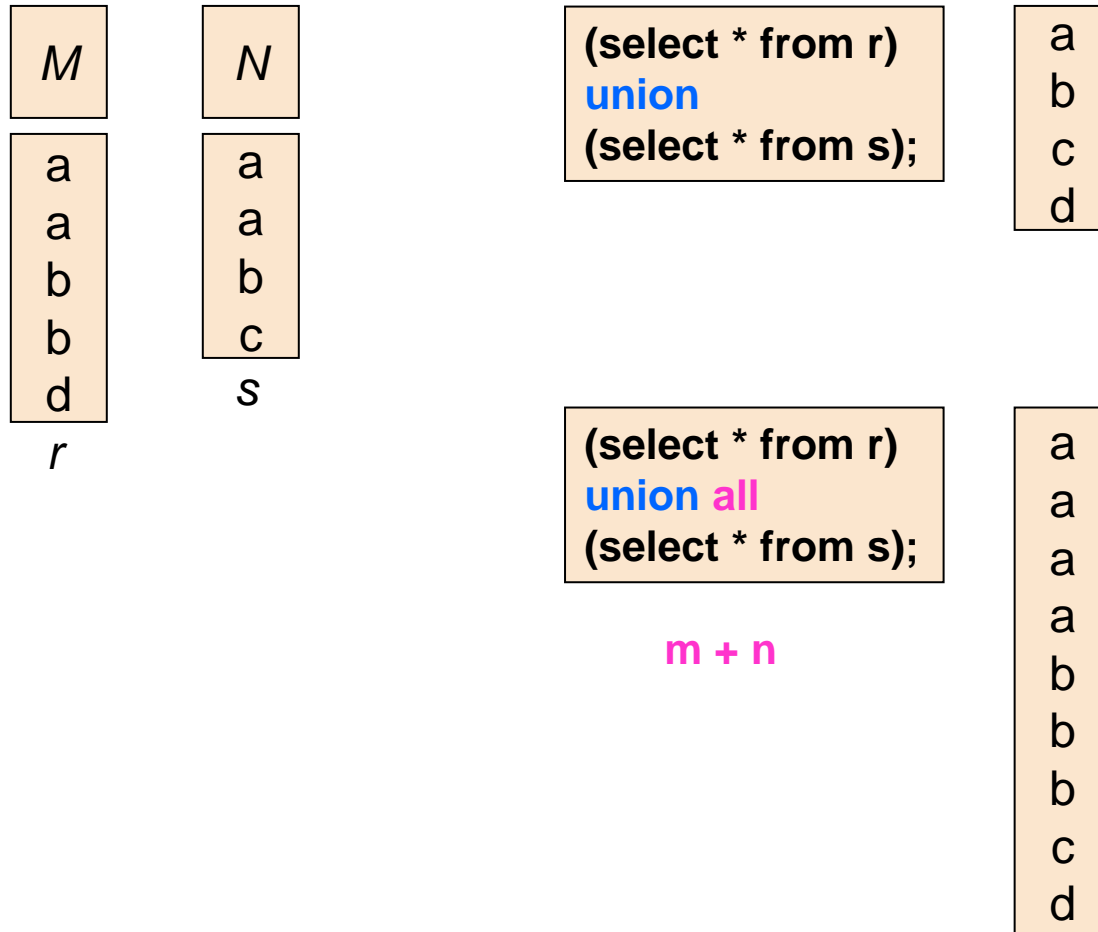 M
a
a
b
b
d
r
N
a
a
b
c
s
(select * from r)
union
(select * from s);
a
b
c
d
(select * from r)
union all
(select * from s);
m + n
a
a
a
a
b
b
b
c
d